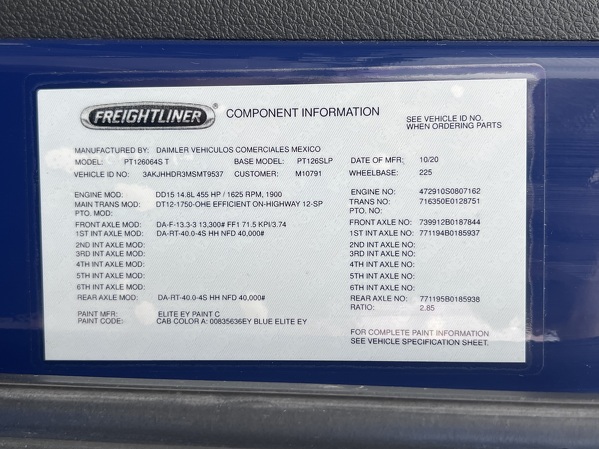 FREIGHTLINER
COMPONENT INFORMATION
SEE VEHICLE ID NO.
WHEN ORDERING PARTS
MANUFACTURED BY: DAIMLER VEHICULOS COMERCIALES MEXICO
MODEL: PT126064S T BASE MODEL: PT126SLP DATE OF MFR: 10/20
VEHICLE ID NO: 3AKJHHDR3MSMT9537 CUSTOMER: M10791 WHEELBASE: 225
ENGINE MOD: DD15 14.8L 455 HP / 1625 RPM, 1900 ENGINE NO: 472910S0807162
MAIN TRANS MOD: DT12-1750-OHE EFFICIENT ON-HIGHWAY 12-SP TRANS NO: 716350E0128751
PTO. MOD: PTO. NO:
FRONT AXLE MOD: DA-F-13.3-3 13,300# FF1 71.5 KPI/3.74 FRONT AXLE NO: 739912B0187844
1ST INT AXLE MOD: DA-RT-40.0-4S HH NFD 40,000# 1ST INT AXLE NO: 771194B0185937
2ND INT AXLE MOD: 2ND INT AXLE NO:
3RD INT AXLE MOD: 3RD INT AXLE NO:
4TH INT AXLE MOD: 4TH INT AXLE NO:
5TH INT AXLE MOD: 5TH INT AXLE NO:
6TH INT AXLE MOD: 6TH INT AXLE NO:
REAR AXLE MOD: DA-RT-40.0-4S HH NFD 40,000# REAR AXLE NO: 771195B0185938
RATIO: 2.85
PAINT MFR: ELITE EY PAINT C
PAINT CODE: CAB COLOR A: 00835636EY BLUE ELITE EY
FOR COMPLETE PAINT INFORMATION
SEE VEHICLE SPECIFICATION SHEET.